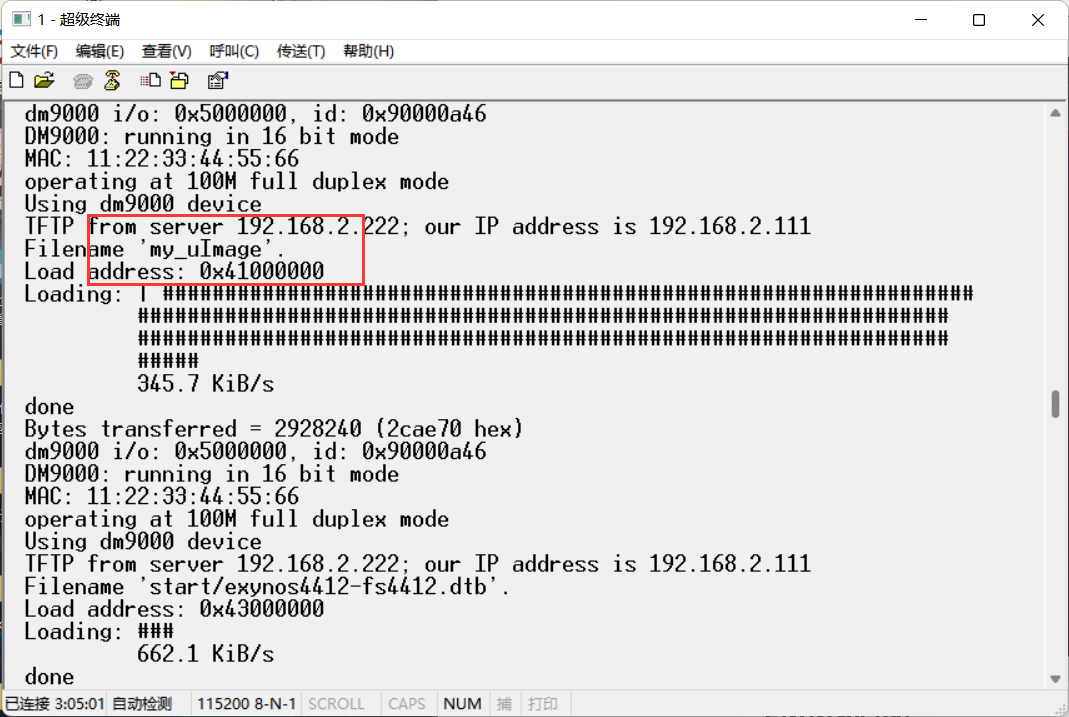 1 - 超级终端
文件(F) 编辑(E) 查看(V) 呼叫(C) 传送(T) 帮助(H)
dm9000 i/o: 0x5000000, id: 0x90000a46
DM9000: running in 16 bit mode
MAC: 11:22:33:44:55:66
operating at 100M full duplex mode
Using dm9000 device
TFTP from server 192.168.2.222; our IP address is 192.168.2.111
Filename 'my_uImage'.
Load address: 0x41000000
Loading: | #################################################################
#################################################################
#################################################################
#####
345.7 KiB/s
done
Bytes transferred = 2928240 (2cae70 hex)
dm9000 i/o: 0x5000000, id: 0x90000a46
DM9000: running in 16 bit mode
MAC: 11:22:33:44:55:66
operating at 100M full duplex mode
Using dm9000 device
TFTP from server 192.168.2.222; our IP address is 192.168.2.111
Filename 'start/exynos4412-fs4412.dtb'.
Load address: 0x43000000
Loading: ###
662.1 KiB/s
done
已连接 3:05:01 自动检测 115200 8-N-1 SCROLL CAPS NUM 捕 打印